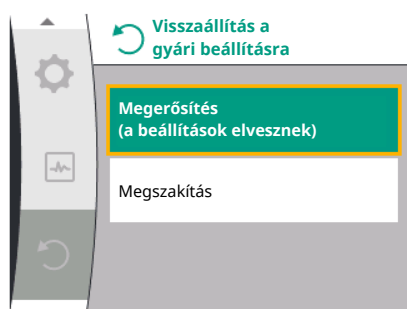 Visszaállítás a
gyári beállításra
Megerősítés
(a beállítások elvesznek)
Megszakítás